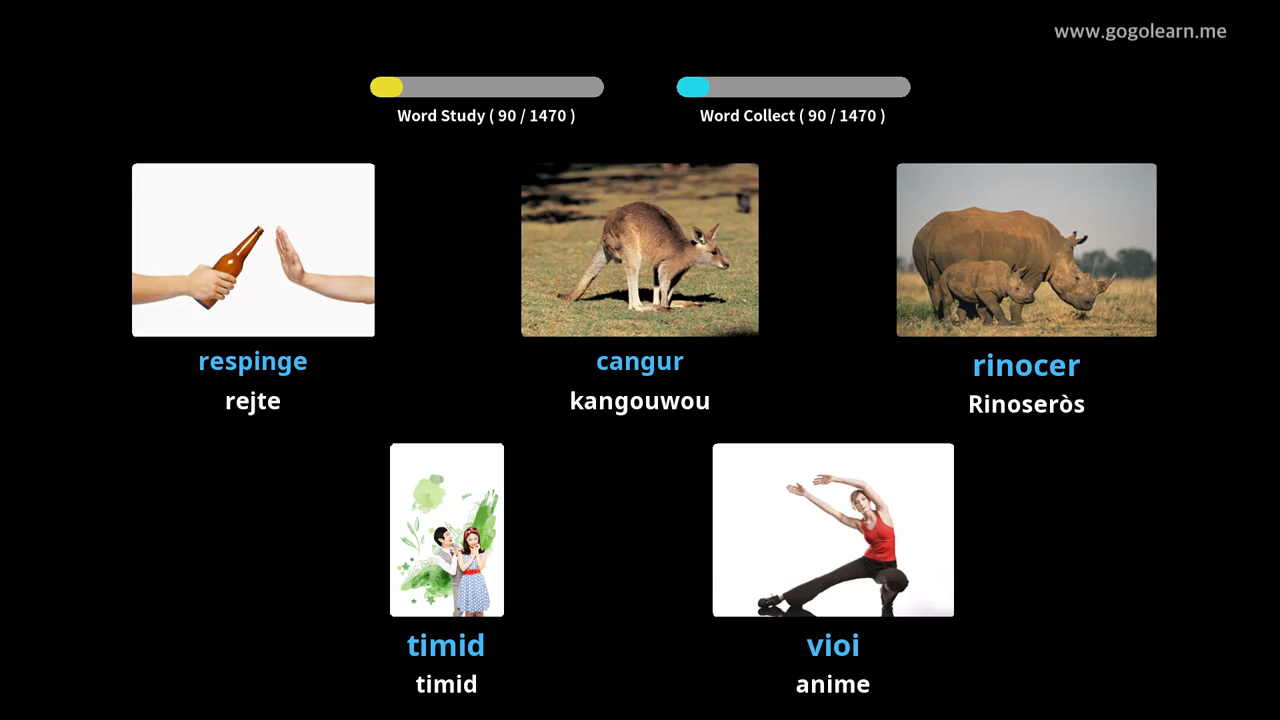 www.gogolearn.me
Word Study ( 90 / 1470 )
Word Collect ( 90 / 1470 )
respinge
rejte
cangur
kangouwou
rinocer
Rinoseròs
timid
timid
vioi
anime